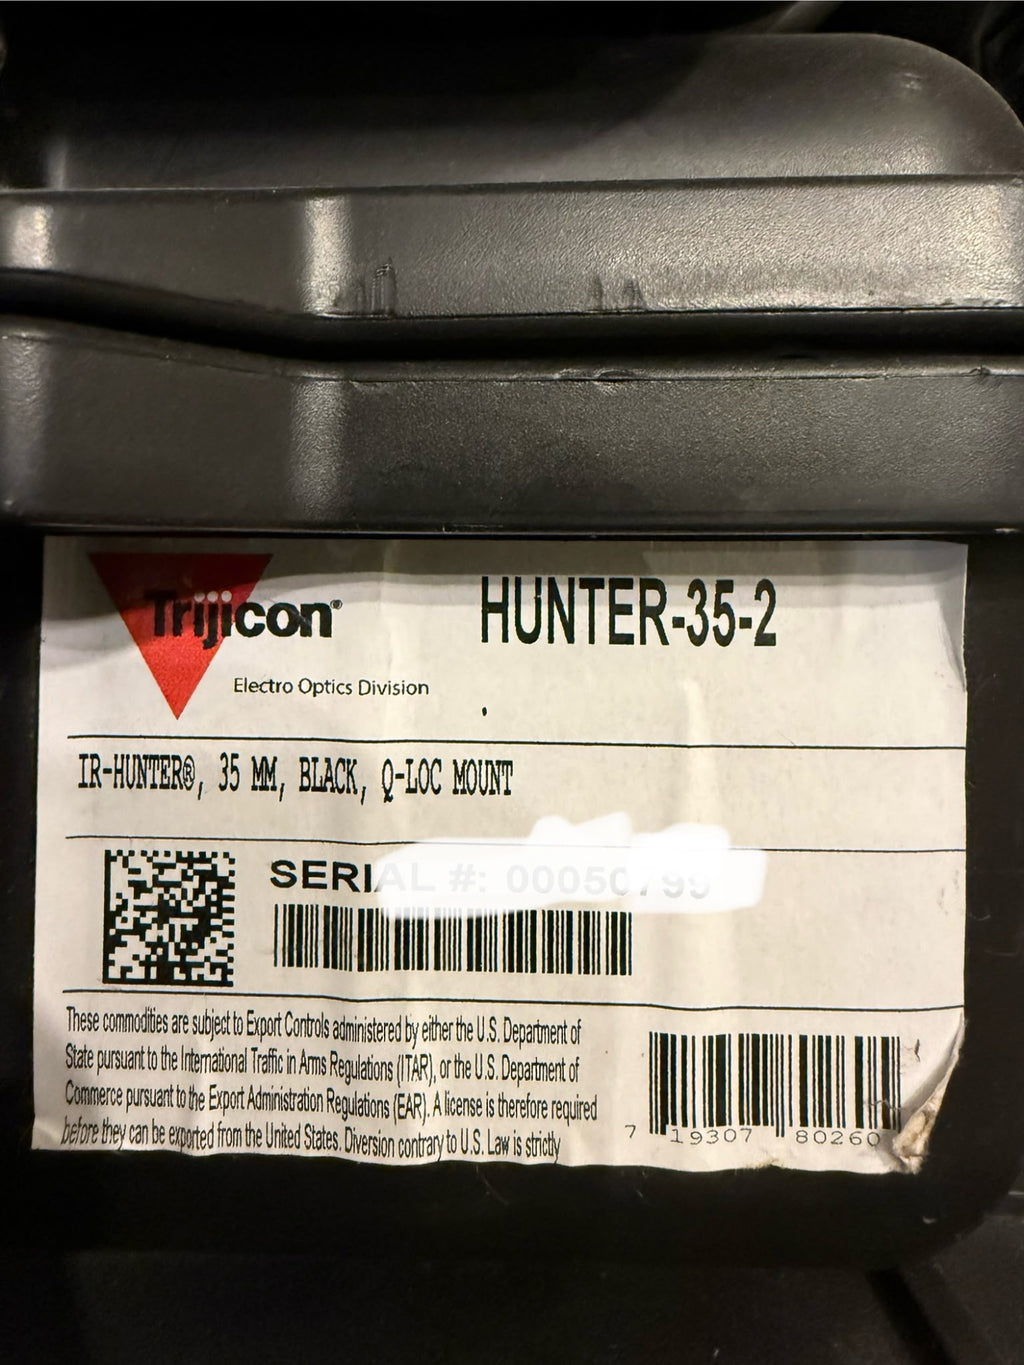 Trijicon®
HUNTER-35-2
Electro Optics Division
IR-HUNTER®, 35 MM, BLACK, Q-LOC MOUNT
SERIAL #:
These commodities are subject to Export Controls administered by either the U.S. Department of
State pursuant to the International Traffic in Arms Regulations (ITAR), or the U.S. Department of
Commerce pursuant to the Export Administration Regulations (EAR). A license is therefore required
before they can be exported from the United States. Diversion contrary to U.S. Law is strictly
7 19307 80260